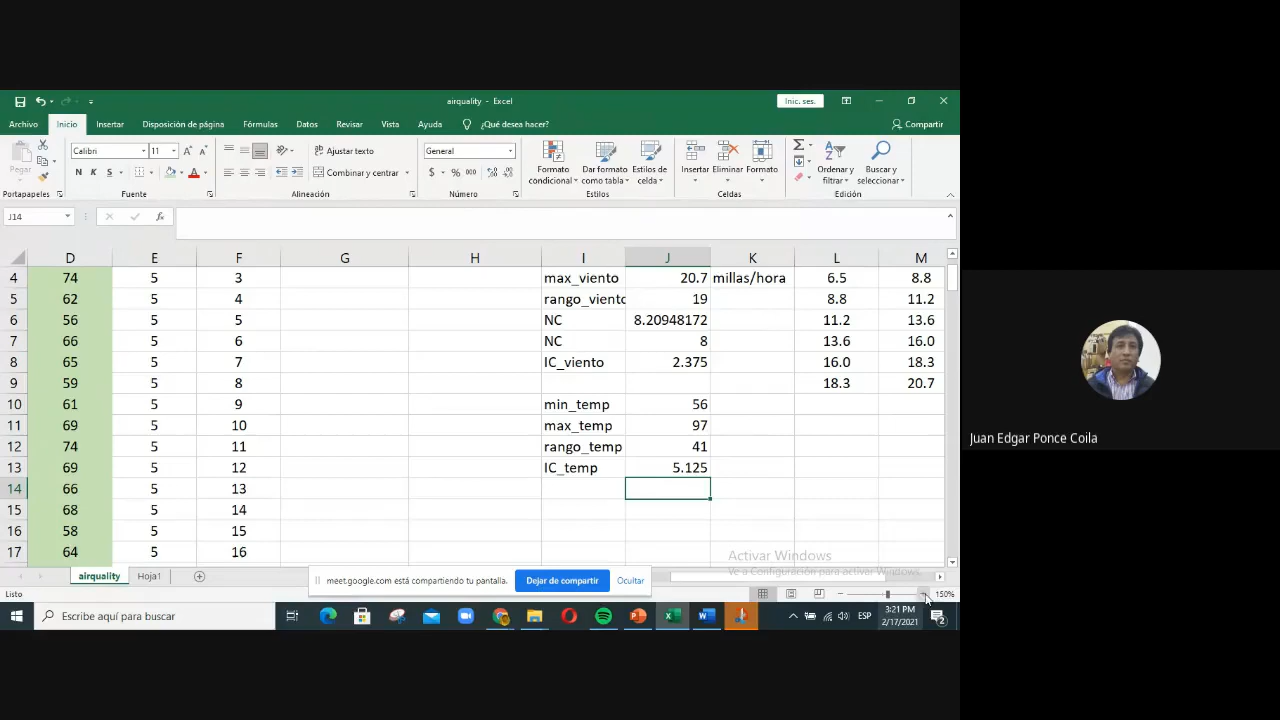 airquality - Excel
Inic. ses.
Archivo Inicio Insertar Disposición de página Fórmulas Datos Revisar Vista Ayuda ¿Qué desea hacer? Compartir
Pegar
Calibri 11
N K S
Ajustar texto
Combinar y centrar
General
$ % 000
Formato condicional
Dar formato como tabla
Estilos de celda
Insertar Eliminar Formato
Ordenar y filtrar
Buscar y seleccionar
Portapapeles Fuente Alineación Número Estilos Celdas Edición
J14 fx
D E F G H I J K L M
4 74 5 3 max_viento 20.7 millas/hora 6.5 8.8
5 62 5 4 rango_viento 19 8.8 11.2
6 56 5 5 NC 8.20948172 11.2 13.6
7 66 5 6 NC 8 13.6 16.0
8 65 5 7 IC_viento 2.375 16.0 18.3
9 59 5 8 18.3 20.7
10 61 5 9 min_temp 56
11 69 5 10 max_temp 97
12 74 5 11 rango_temp 41
13 69 5 12 IC_temp 5.125
14 66 5 13
15 68 5 14
16 58 5 15
17 64 5 16
Activar Windows
Ve a Configuración para activar Windows.
airquality Hoja1
meet.google.com está compartiendo tu pantalla. Dejar de compartir Ocultar
Listo 150%
Escribe aquí para buscar
ESP
3:21 PM
2/17/2021
2
Juan Edgar Ponce Coila